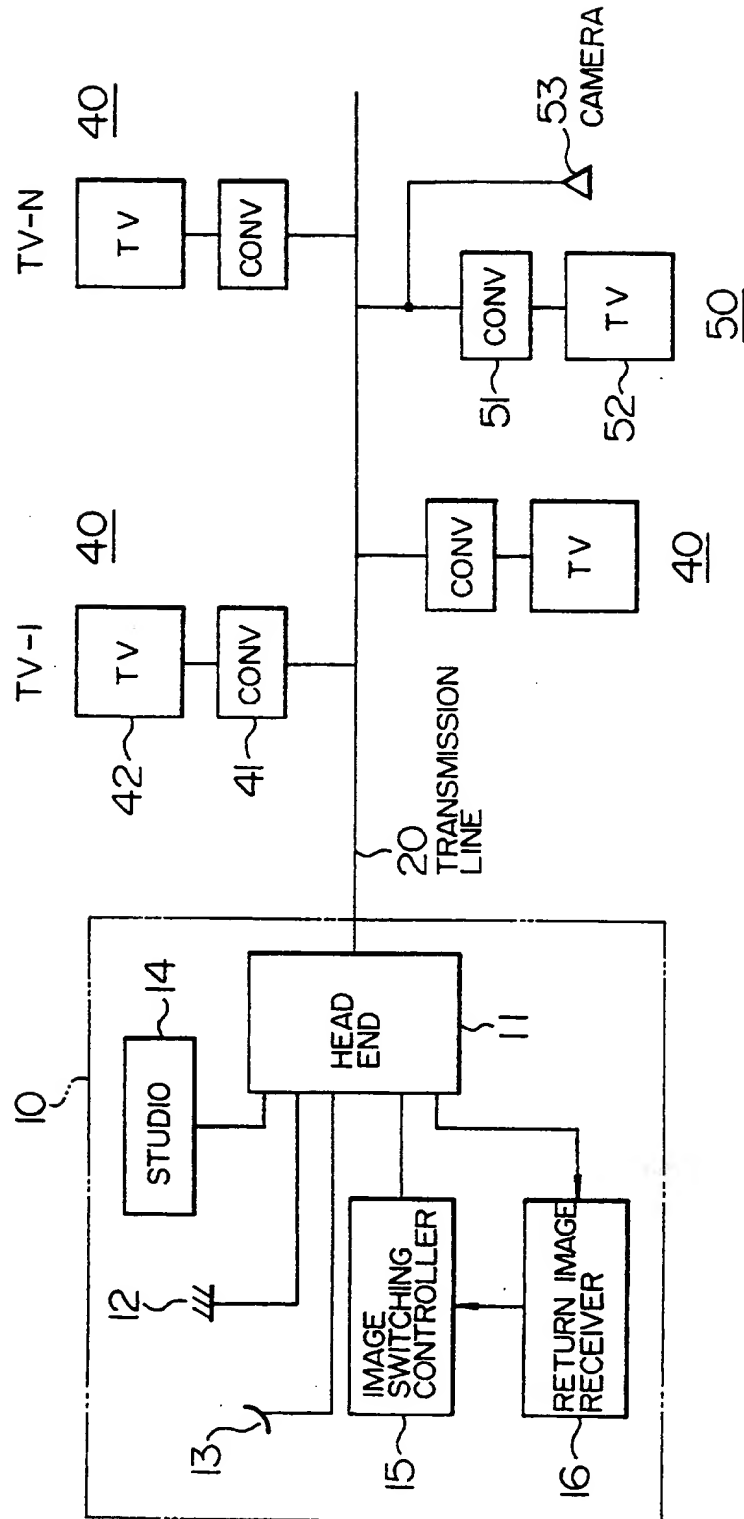 10
STUDIO
14
12
13
HEAD
END
11
IMAGE
SWITCHING
CONTROLLER
15
RETURN IMAGE
RECEIVER
16
20
TRANSMISSION
LINE
TV-1
40
TV
42
CONV
41
CONV
TV
40
TV-N
40
TV
CONV
CONV
51
TV
52
50
53
CAMERA